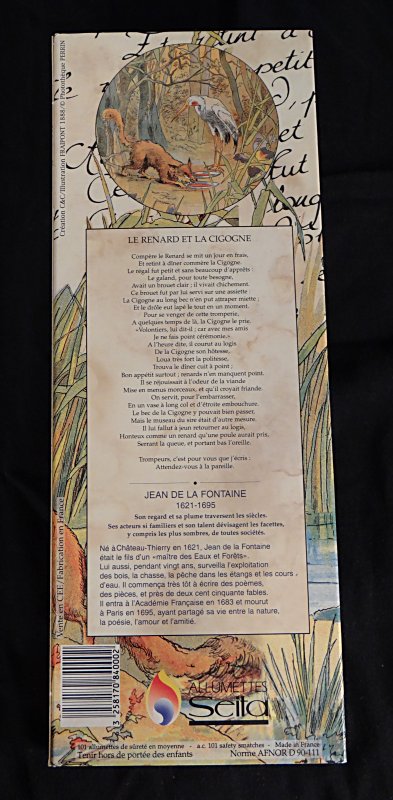 petit
et
fut
Création C&C/Illustration TRAIPONT 1888/© Photothèque PERRIN
LE RENARD ET LA CIGOGNE
Compère le Renard se mit un jour en frais,
Et retint à dîner commère la Cigogne.
Le régal fut petit et sans beaucoup d'apprêts :
Le galand, pour toute besogne,
Avait un brouet clair ; il vivait chichement.
Ce brouet fut par lui servi sur une assiette
La Cigogne au long bec n'en put attraper miette ;
Et le drôle eut lapé le tout en un moment.
Pour se venger de cette tromperie,
A quelques temps de là, la Cigogne le prie.
«Volontiers, lui dit-il ; car avec mes amis
Je ne fais point cérémonie.»
A l'heure dite, il courut au logis
De la Cigogne son hôtesse,
Loua très fort la politesse,
Trouva le dîner cuit à point :
Bon appétit surtout ; renards n'en manquent point.
Il se réjouissait à l'odeur de la viande
Mise en menus morceaux, et qu'il croyait friande.
On servit, pour l'embarrasser,
En un vase à long col et d'étroite embouchure.
Le bec de la Cigogne y pouvait bien passer,
Mais le museau du sire était d'autre mesure.
Il lui fallut à jeun retourner au logis,
Honteux comme un renard qu'une poule aurait pris,
Serrant la queue, et portant bas l'oreille.
Trompeurs, c'est pour vous que j'écris :
Attendez-vous à la pareille.
JEAN DE LA FONTAINE
1621-1695
Son regard et sa plume traversent les siècles.
Ses acteurs si familiers et son talent dévisagent les facettes,
y compris les plus sombres, de toutes sociétés.
Né à Château-Thierry en 1621, Jean de la Fontaine
était le fils d'un «maître des Eaux et Forêts».
Lui aussi, pendant vingt ans, surveilla l'exploitation
des bois, la chasse, la pêche dans les étangs et les cours
d'eau. Il commença très tôt à écrire des poèmes,
des pièces, et près de deux cent cinquante fables.
Il entra à l'Académie Française en 1683 et mourut
à Paris en 1695, ayant partagé sa vie entre la nature,
la poésie, l'amour et l'amitié.
Vente en CEE/Fabrication en France
3 258170 840002
ALLUMETTES
Seita
101 allumettes de sûreté en moyenne - a.c. 101 safety smatches - Made in France
Tenir hors de portée des enfants Norme AFNOR D 90-111